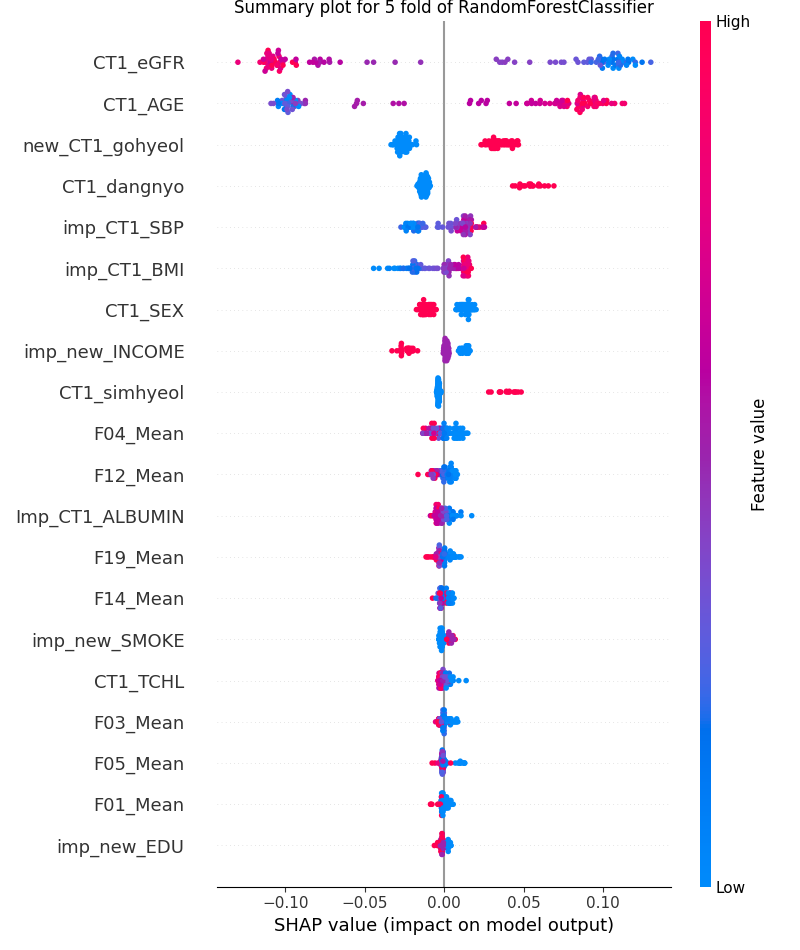 Summary plot for 5 fold of RandomForestClassifier
High
CT1_eGFR
CT1_AGE
new_CT1_gohyeol
CT1_dangnyo
imp_CT1_SBP
imp_CT1_BMI
CT1_SEX
imp_new_INCOME
CT1_simhyeol
F04_Mean
F12_Mean
Imp_CT1_ALBUMIN
F19_Mean
F14_Mean
imp_new_SMOKE
CT1_TCHL
F03_Mean
F05_Mean
F01_Mean
imp_new_EDU
Feature value
Low
−0.10 −0.05 0.00 0.05 0.10
SHAP value (impact on model output)